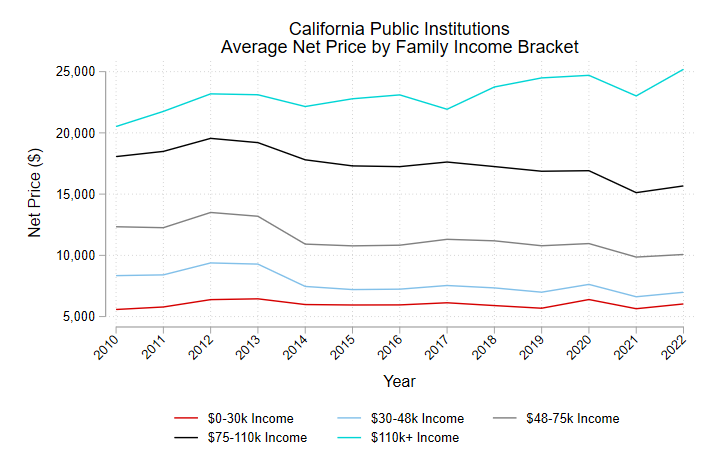 California Public Institutions
Average Net Price by Family Income Bracket
Net Price ($)
25,000
20,000
15,000
10,000
5,000
2010 2011 2012 2013 2014 2015 2016 2017 2018 2019 2020 2021 2022
Year
$0-30k Income $30-48k Income $48-75k Income
$75-110k Income $110k+ Income